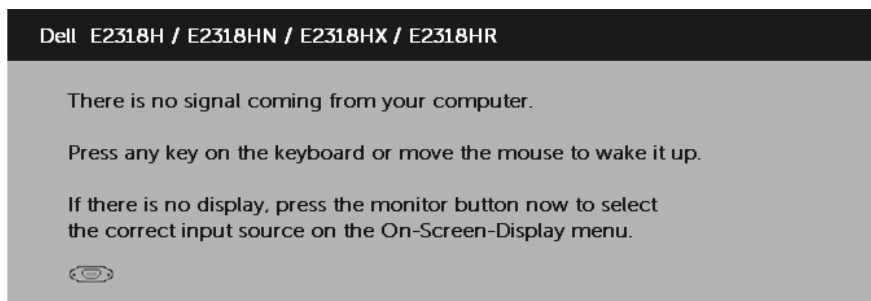 Dell E2318H / E2318HN / E2318HX / E2318HR
There is no signal coming from your computer.
Press any key on the keyboard or move the mouse to wake it up.
If there is no display, press the monitor button now to select
the correct input source on the On-Screen-Display menu.